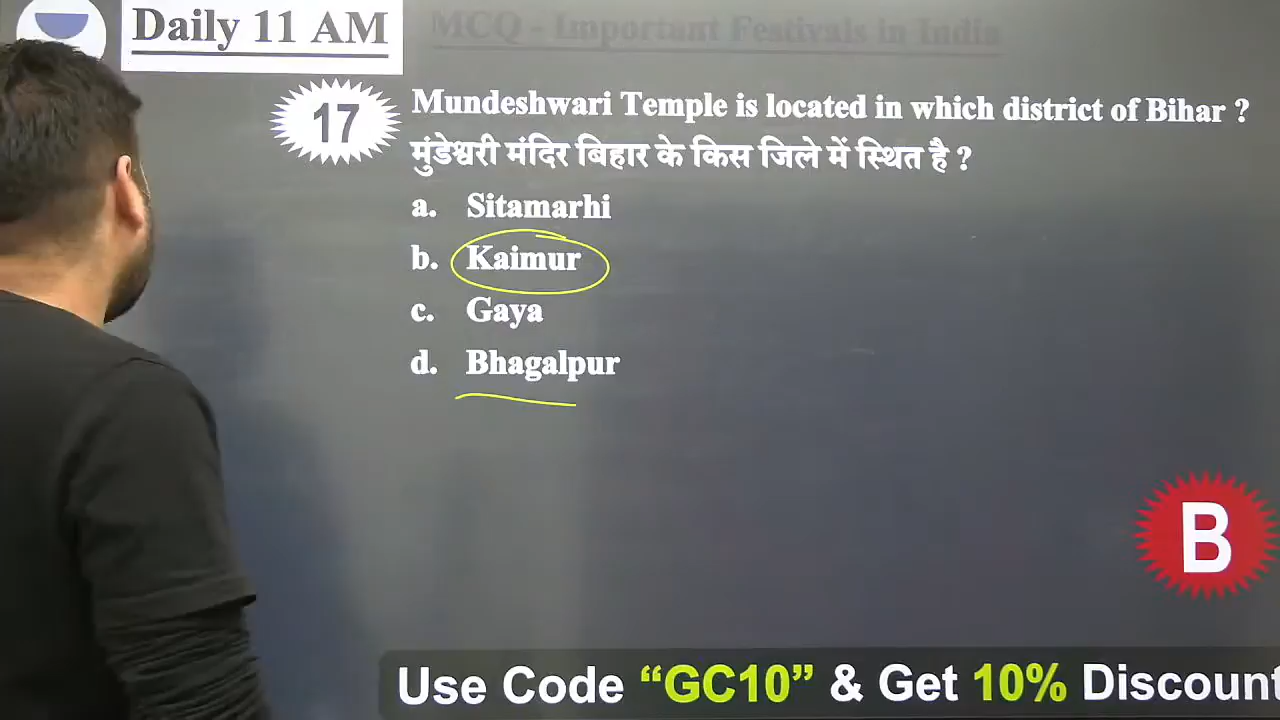 Daily 11 AM
MCQ - Important Festivals in India
17
Mundeshwari Temple is located in which district of Bihar ?
मुंडेश्वरी मंदिर बिहार के किस जिले में स्थित है ?
a. Sitamarhi
b. Kaimur
c. Gaya
d. Bhagalpur
B
Use Code “GC10” & Get 10% Discount